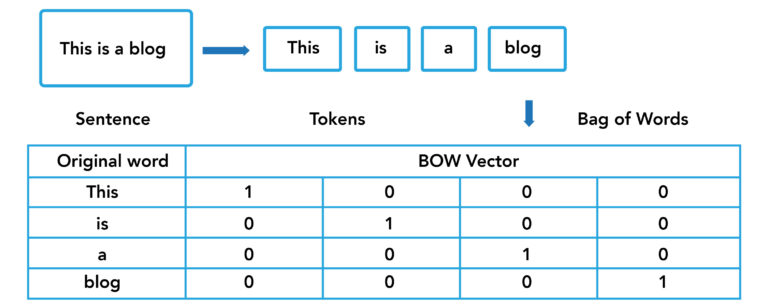 This is a blog
This is a blog
Sentence Tokens Bag of Words
Original word BOW Vector
This 1 0 0 0
is 0 1 0 0
a 0 0 1 0
blog 0 0 0 1